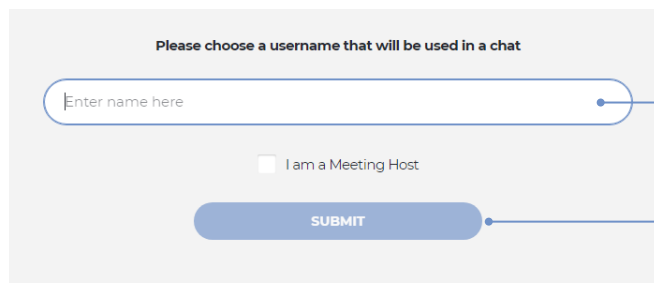 Please choose a username that will be used in a chat
Enter name here
I am a Meeting Host
SUBMIT